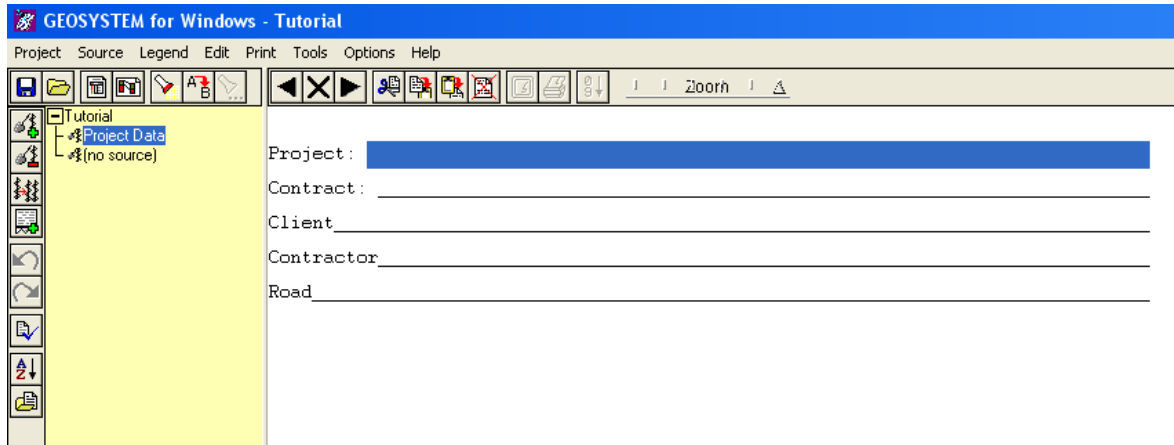 GEOSYSTEM for Windows - Tutorial
Project Source Legend Edit Print Tools Options Help
Zoom
Tutorial
Project Data
(no source)
Project:
Contract:
Client
Contractor
Road